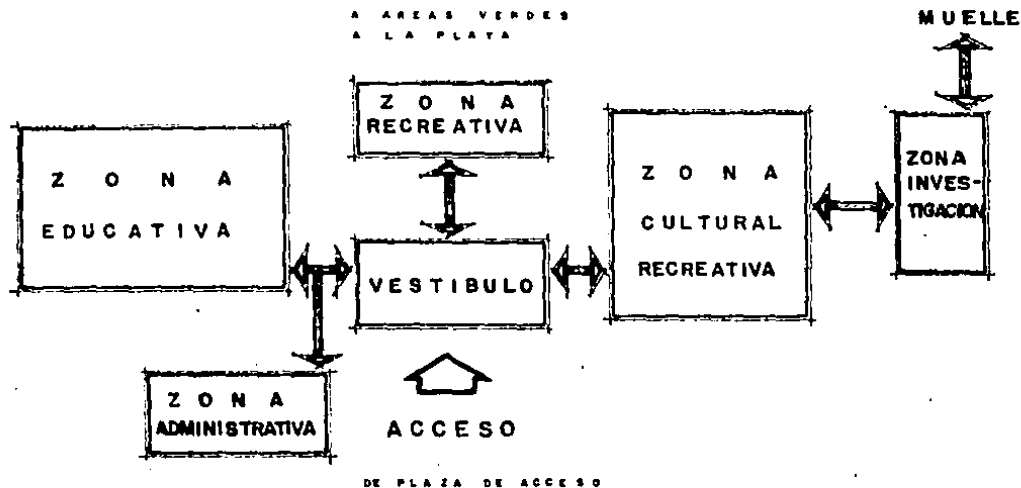 A AREAS VERDES
A LA PLAYA
MUELLE
ZONA
RECREATIVA
ZONA
EDUCATIVA
ZONA
CULTURAL
RECREATIVA
ZONA
INVES-
TIGACION
VESTIBULO
ZONA
ADMINISTRATIVA
ACCESO
DE PLAZA DE ACCESO